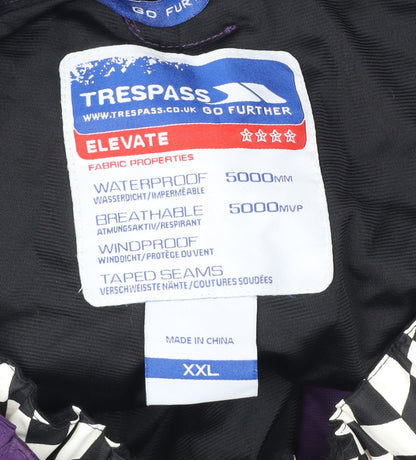 GO FURTHER
TRESPASS
WWW.TRESPASS.CO.UK GO FURTHER
ELEVATE
FABRIC PROPERTIES
WATERPROOF 5000MM
WASSERDICHT/IMPERMÉABLE
BREATHABLE 5000MVP
ATMUNGSAKTIV/RESPIRANT
WINDPROOF
WINDDICHT/PROTÈGE DU VENT
TAPED SEAMS
VERSCHWEISSTE NÄHTE/COUTURES SOUDÉES
MADE IN CHINA
XXL